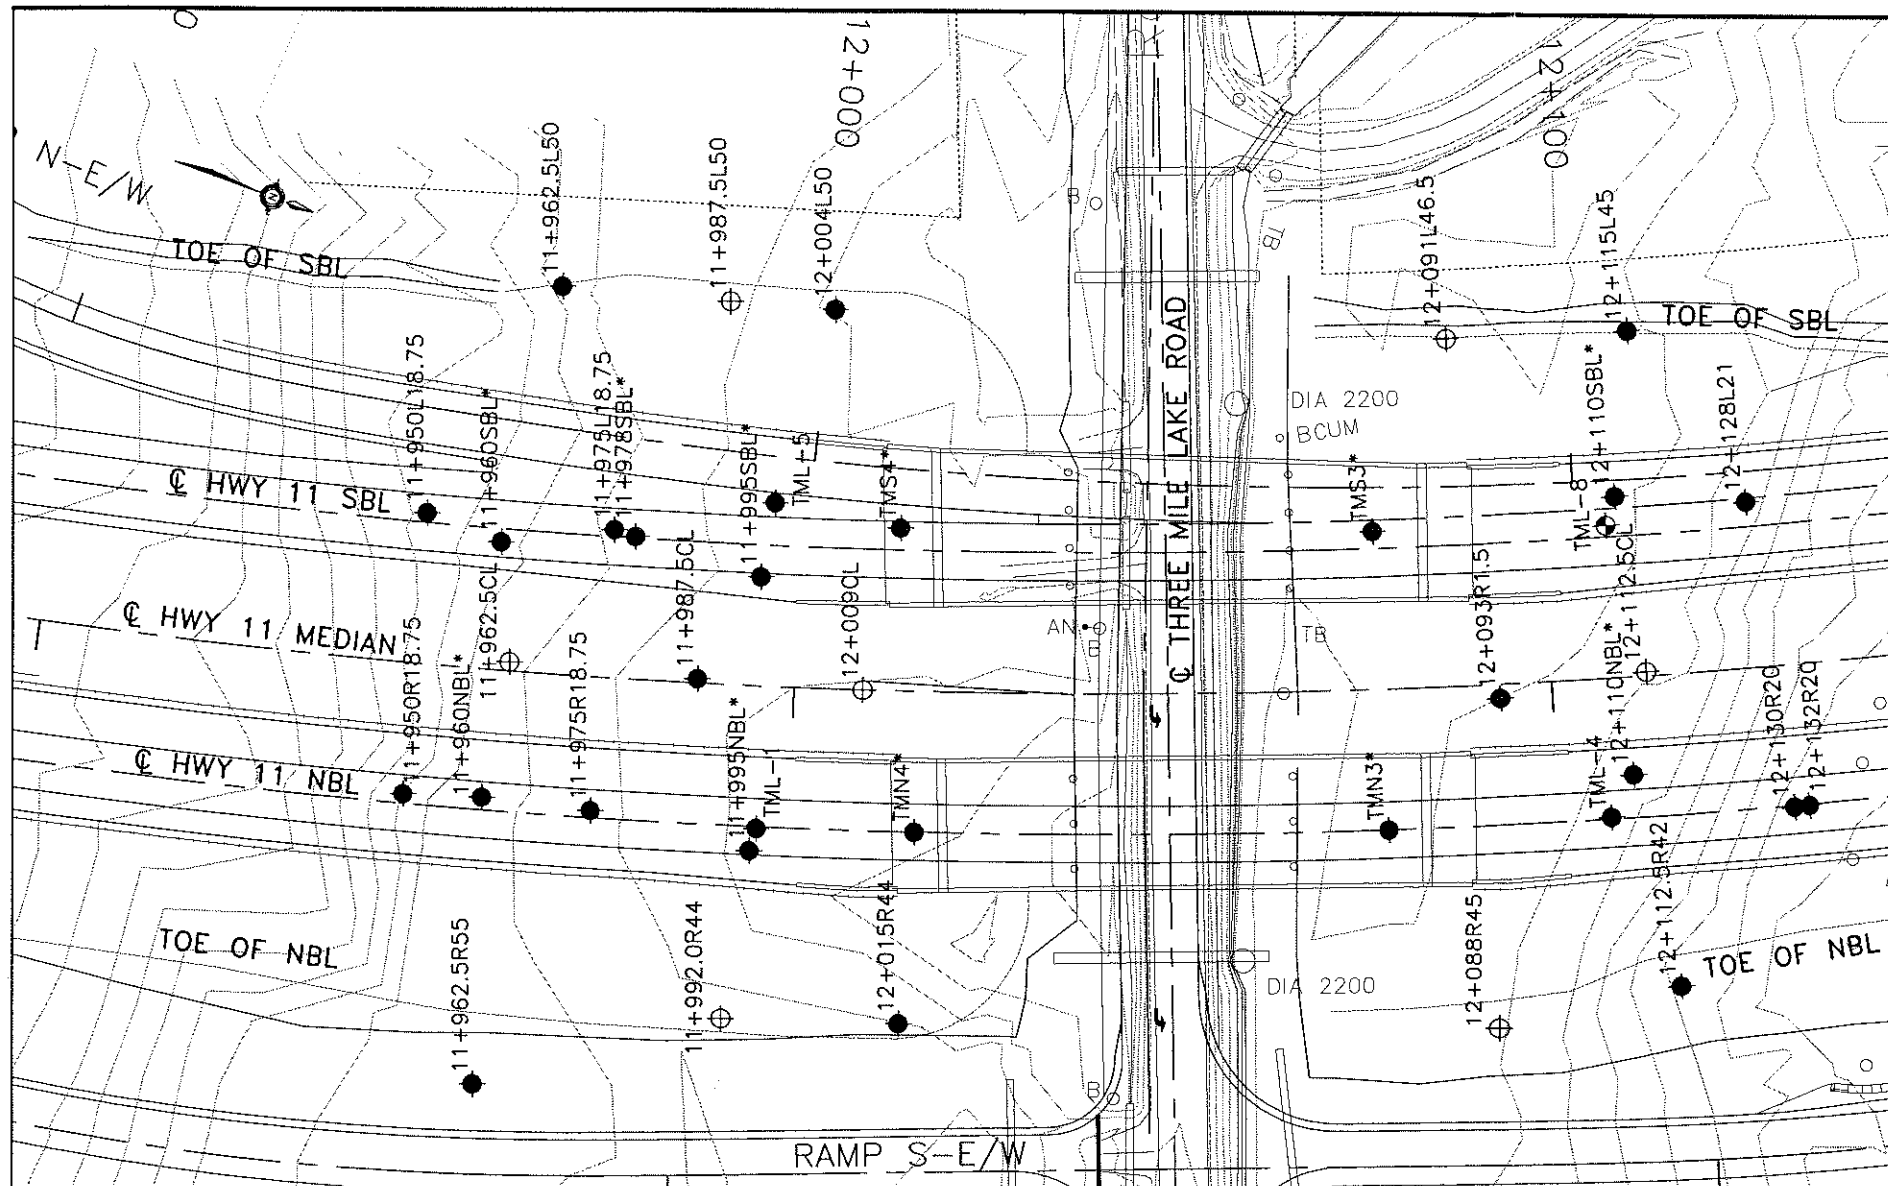 12+000
12+100
N-E/W
N
TOE OF SBL
11+962.5L50
11+987.5L50
12+004L50
B
TB
12+091L46.5
12+115L45
TOE OF SBL
℄ HWY 11 SBL
11+950L18.75
11+960SBL*
11+975L18.75
11+978SBL*
11+995SBL*
TML-5
TMS4*
℄ THREE MILE LAKE ROAD
DIA 2200
BCUM
TMS3*
TML-8
12+110SBL*
12+128L21
℄ HWY 11 MEDIAN
11+962.5CL
11+987.5CL
12+009CL
AN
B
TB
12+093R1.5
12+112.5CL
℄ HWY 11 NBL
11+950R18.75
11+960NBL*
11+975R18.75
11+995NBL*
TML-1
TMN4*
TMN3*
TML-4
12+110NBL*
12+130R20
12+132R20
TOE OF NBL
11+962.5R55
11+992.0R44
12+015R44
DIA 2200
12+088R45
12+112.5R42
TOE OF NBL
B
RAMP S-E/W